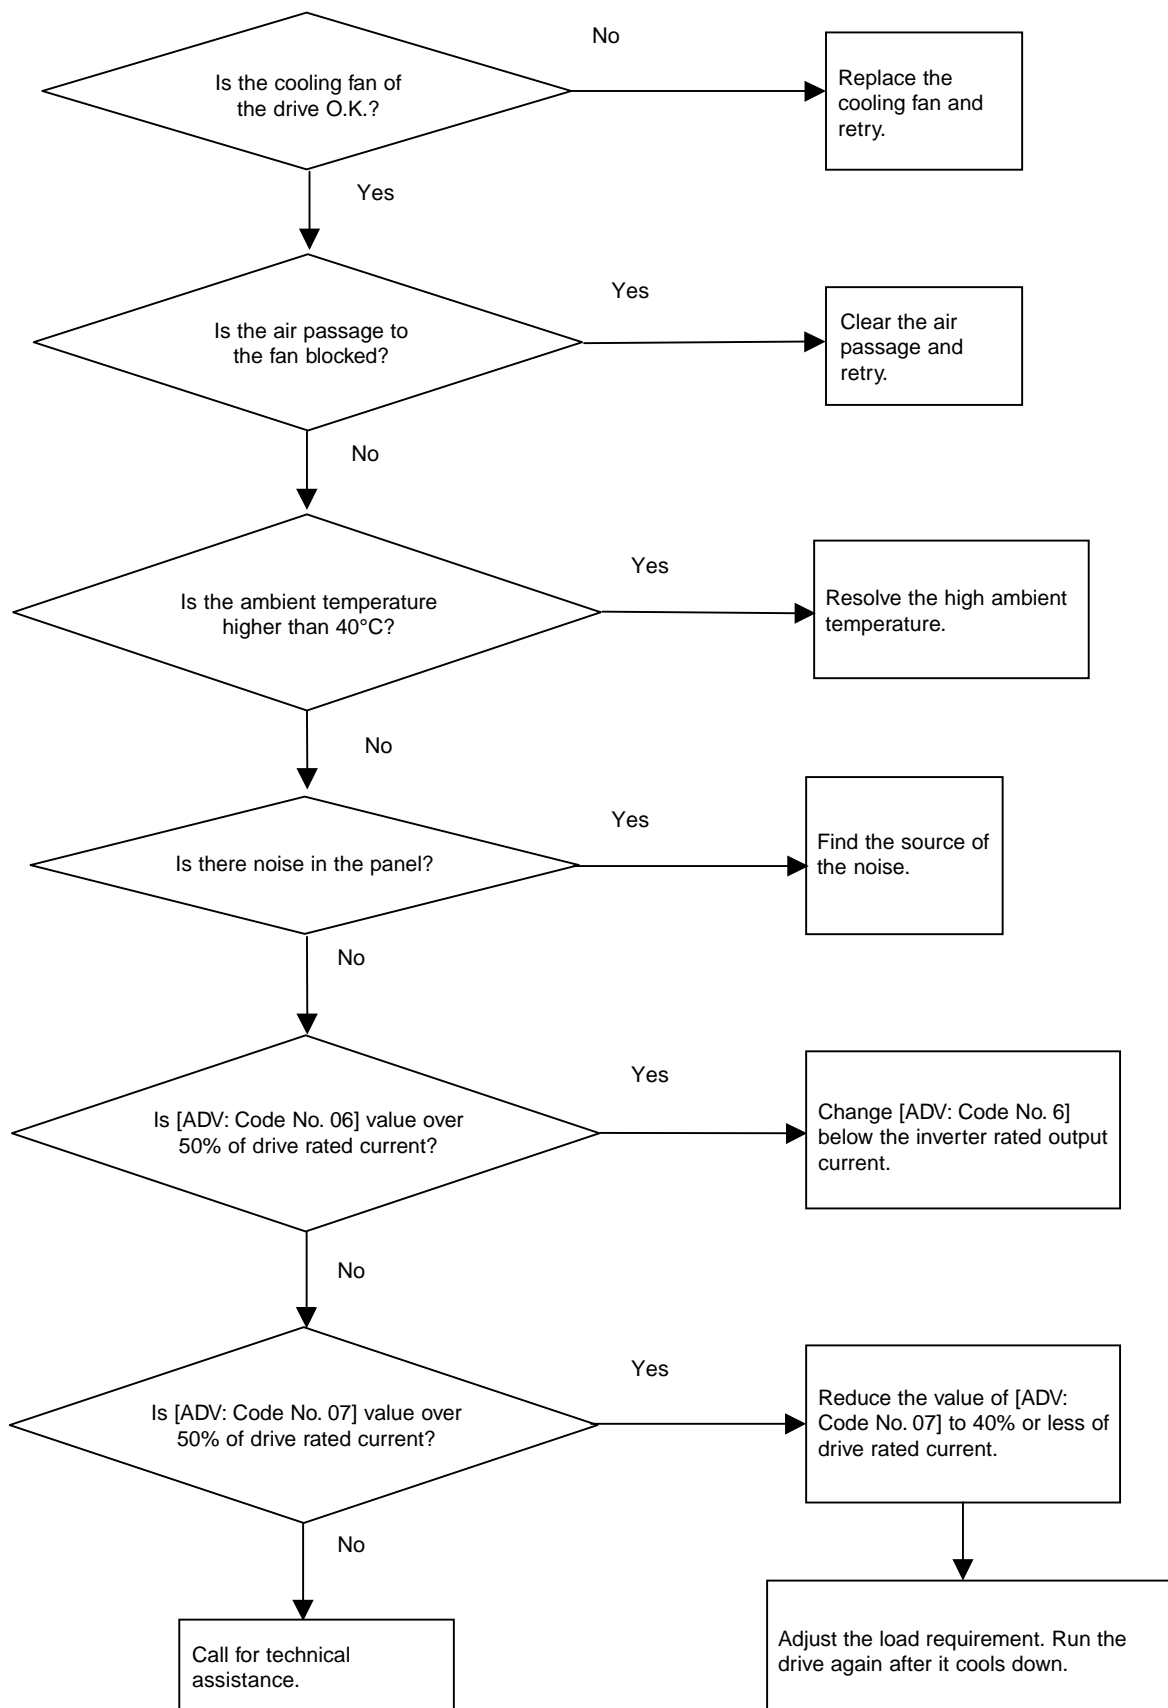 Is the cooling fan of
the drive O.K.?
No
Replace the
cooling fan and
retry.
Yes
Is the air passage to
the fan blocked?
Yes
Clear the air
passage and
retry.
No
Is the ambient temperature
higher than 40°C?
Yes
Resolve the high ambient
temperature.
No
Is there noise in the panel?
Yes
Find the source of
the noise.
No
Is [ADV: Code No. 06] value over
50% of drive rated current?
Yes
Change [ADV: Code No. 6]
below the inverter rated output
current.
No
Is [ADV: Code No. 07] value over
50% of drive rated current?
Yes
Reduce the value of [ADV:
Code No. 07] to 40% or less of
drive rated current.
No
Call for technical
assistance.
Adjust the load requirement. Run the
drive again after it cools down.